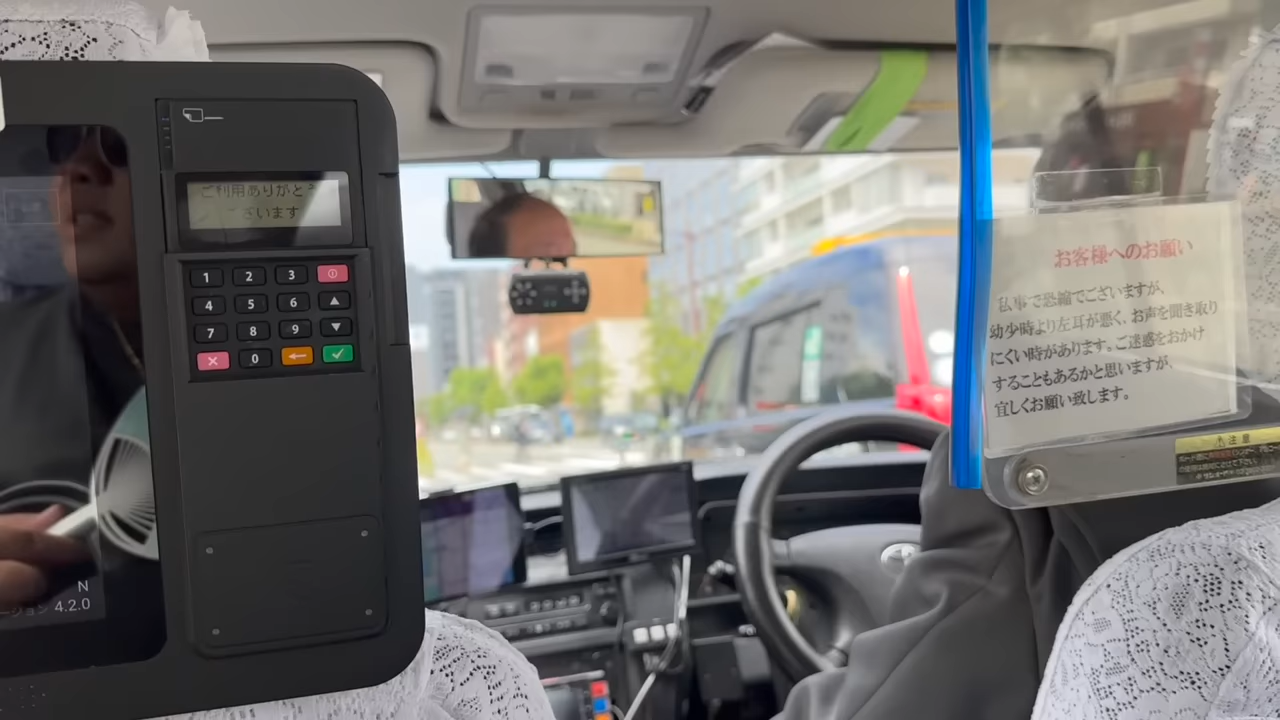 ご利用ありがとう
ございます
1 2 3
4 5 6
7 8 9
0
N
ージョン 4.2.0
お客様へのお願い
私事で恐縮でございますが、
幼少時より左耳が悪く、お声を聞き取り
にくい時があります。ご迷惑をおかけ
することもあるかと思いますが、
宜しくお願い致します。
注意